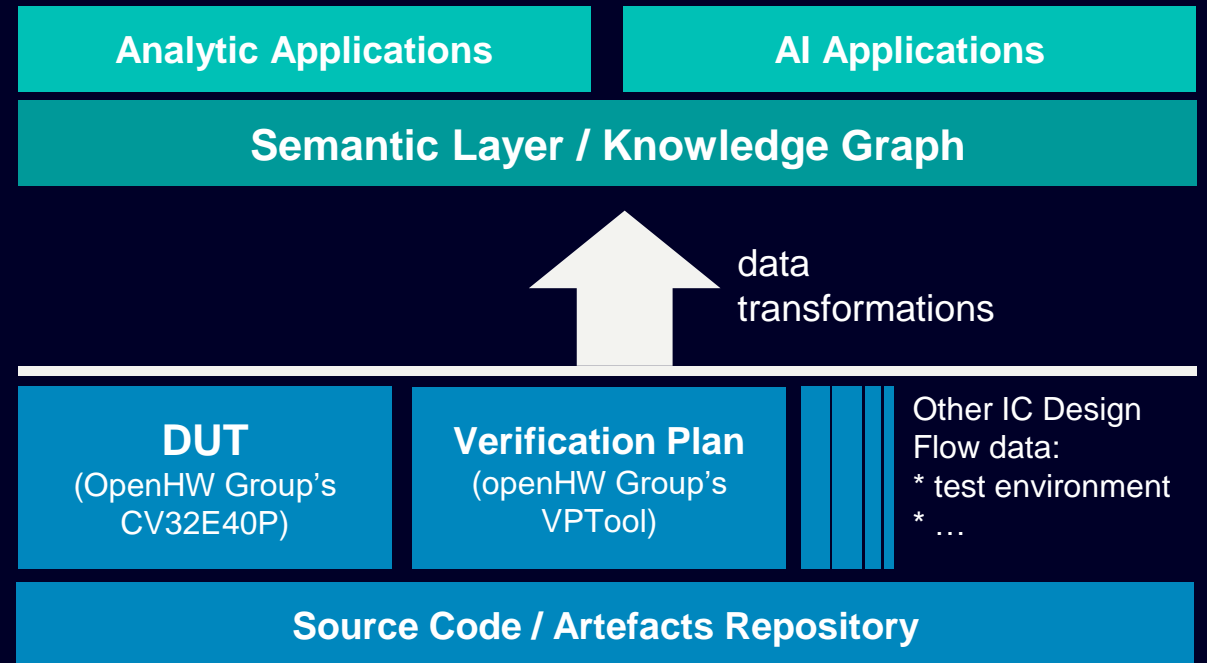 Analytic Applications
AI Applications
Semantic Layer / Knowledge Graph
data
transformations
DUT
(OpenHW Group's
CV32E40P)
Verification Plan
(openHW Group's
VPTool)
Other IC Design
Flow data:
* test environment
* …
Source Code / Artefacts Repository